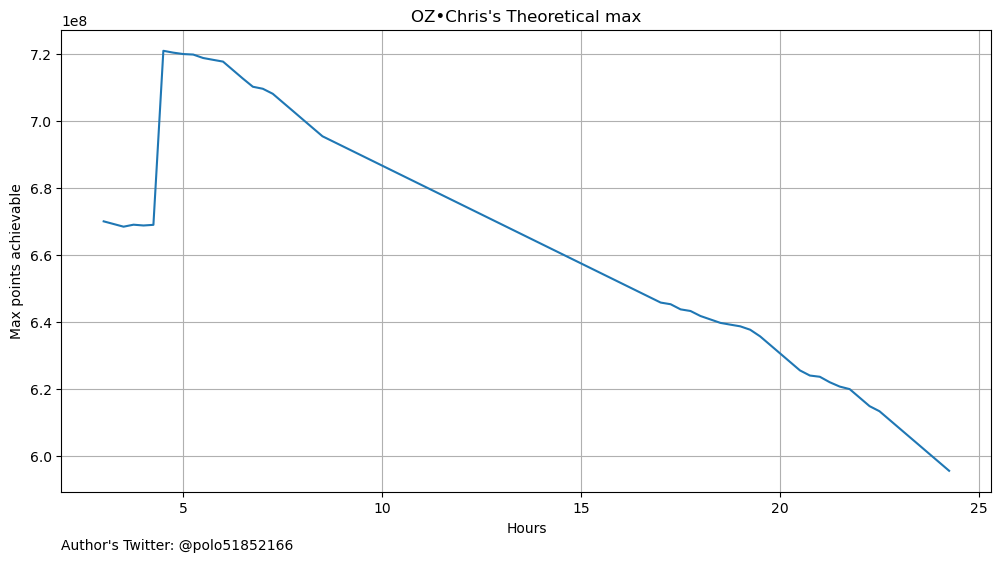 OZ•Chris's Theoretical max
1e8
7.2
7.0
6.8
6.6
6.4
6.2
6.0
Max points achievable
5 10 15 20 25
Hours
Author's Twitter: @polo51852166